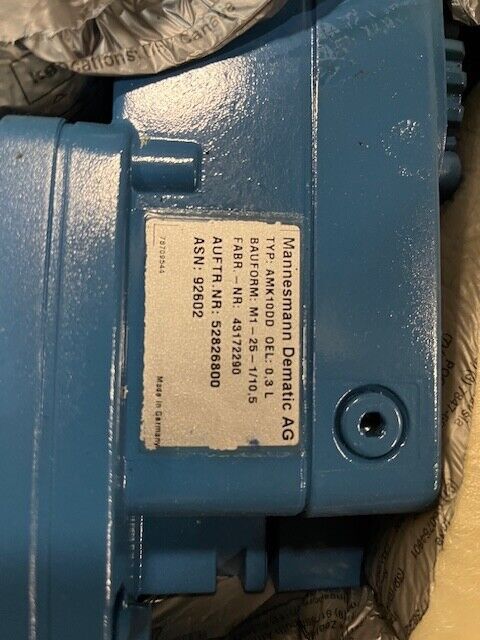 Mannesmann Dematic AG
TYP: AMK10DD OEL: 0,3 L
BAUFORM: M1-25-1/10,5
FABR.-NR: 43172290
AUFTR.NR: 52826800
ASN: 92602
78709544 Made in Germany